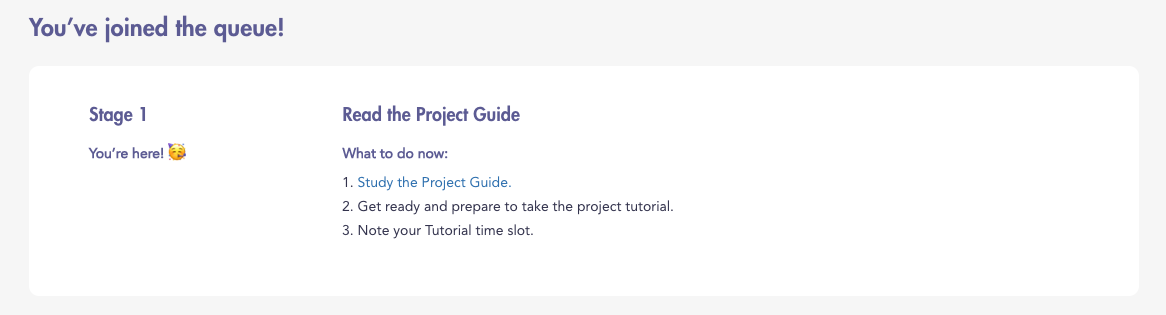 You've joined the queue!
Stage 1
You're here! 🥳
Read the Project Guide
What to do now:
1. Study the Project Guide.
2. Get ready and prepare to take the project tutorial.
3. Note your Tutorial time slot.